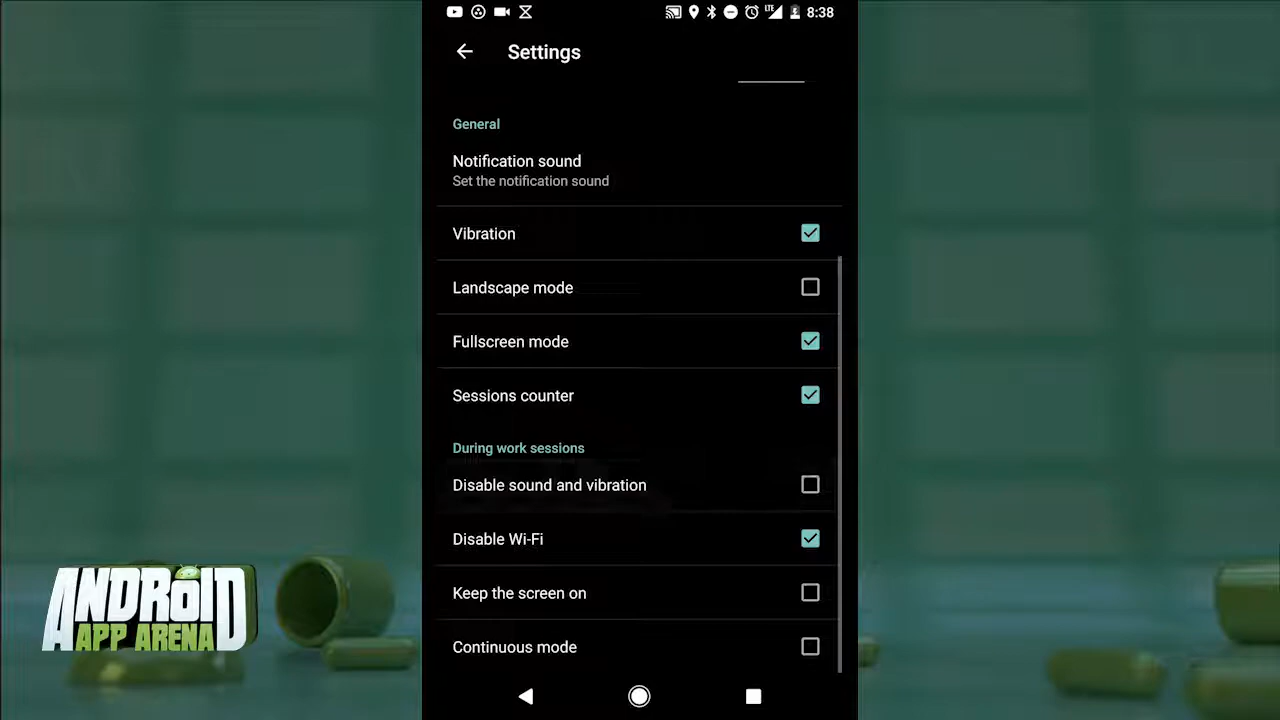 LTE 8:38
Settings
General
Notification sound
Set the notification sound
Vibration
Landscape mode
Fullscreen mode
Sessions counter
During work sessions
Disable sound and vibration
Disable Wi-Fi
Keep the screen on
Continuous mode
ANDROID
APP ARENA